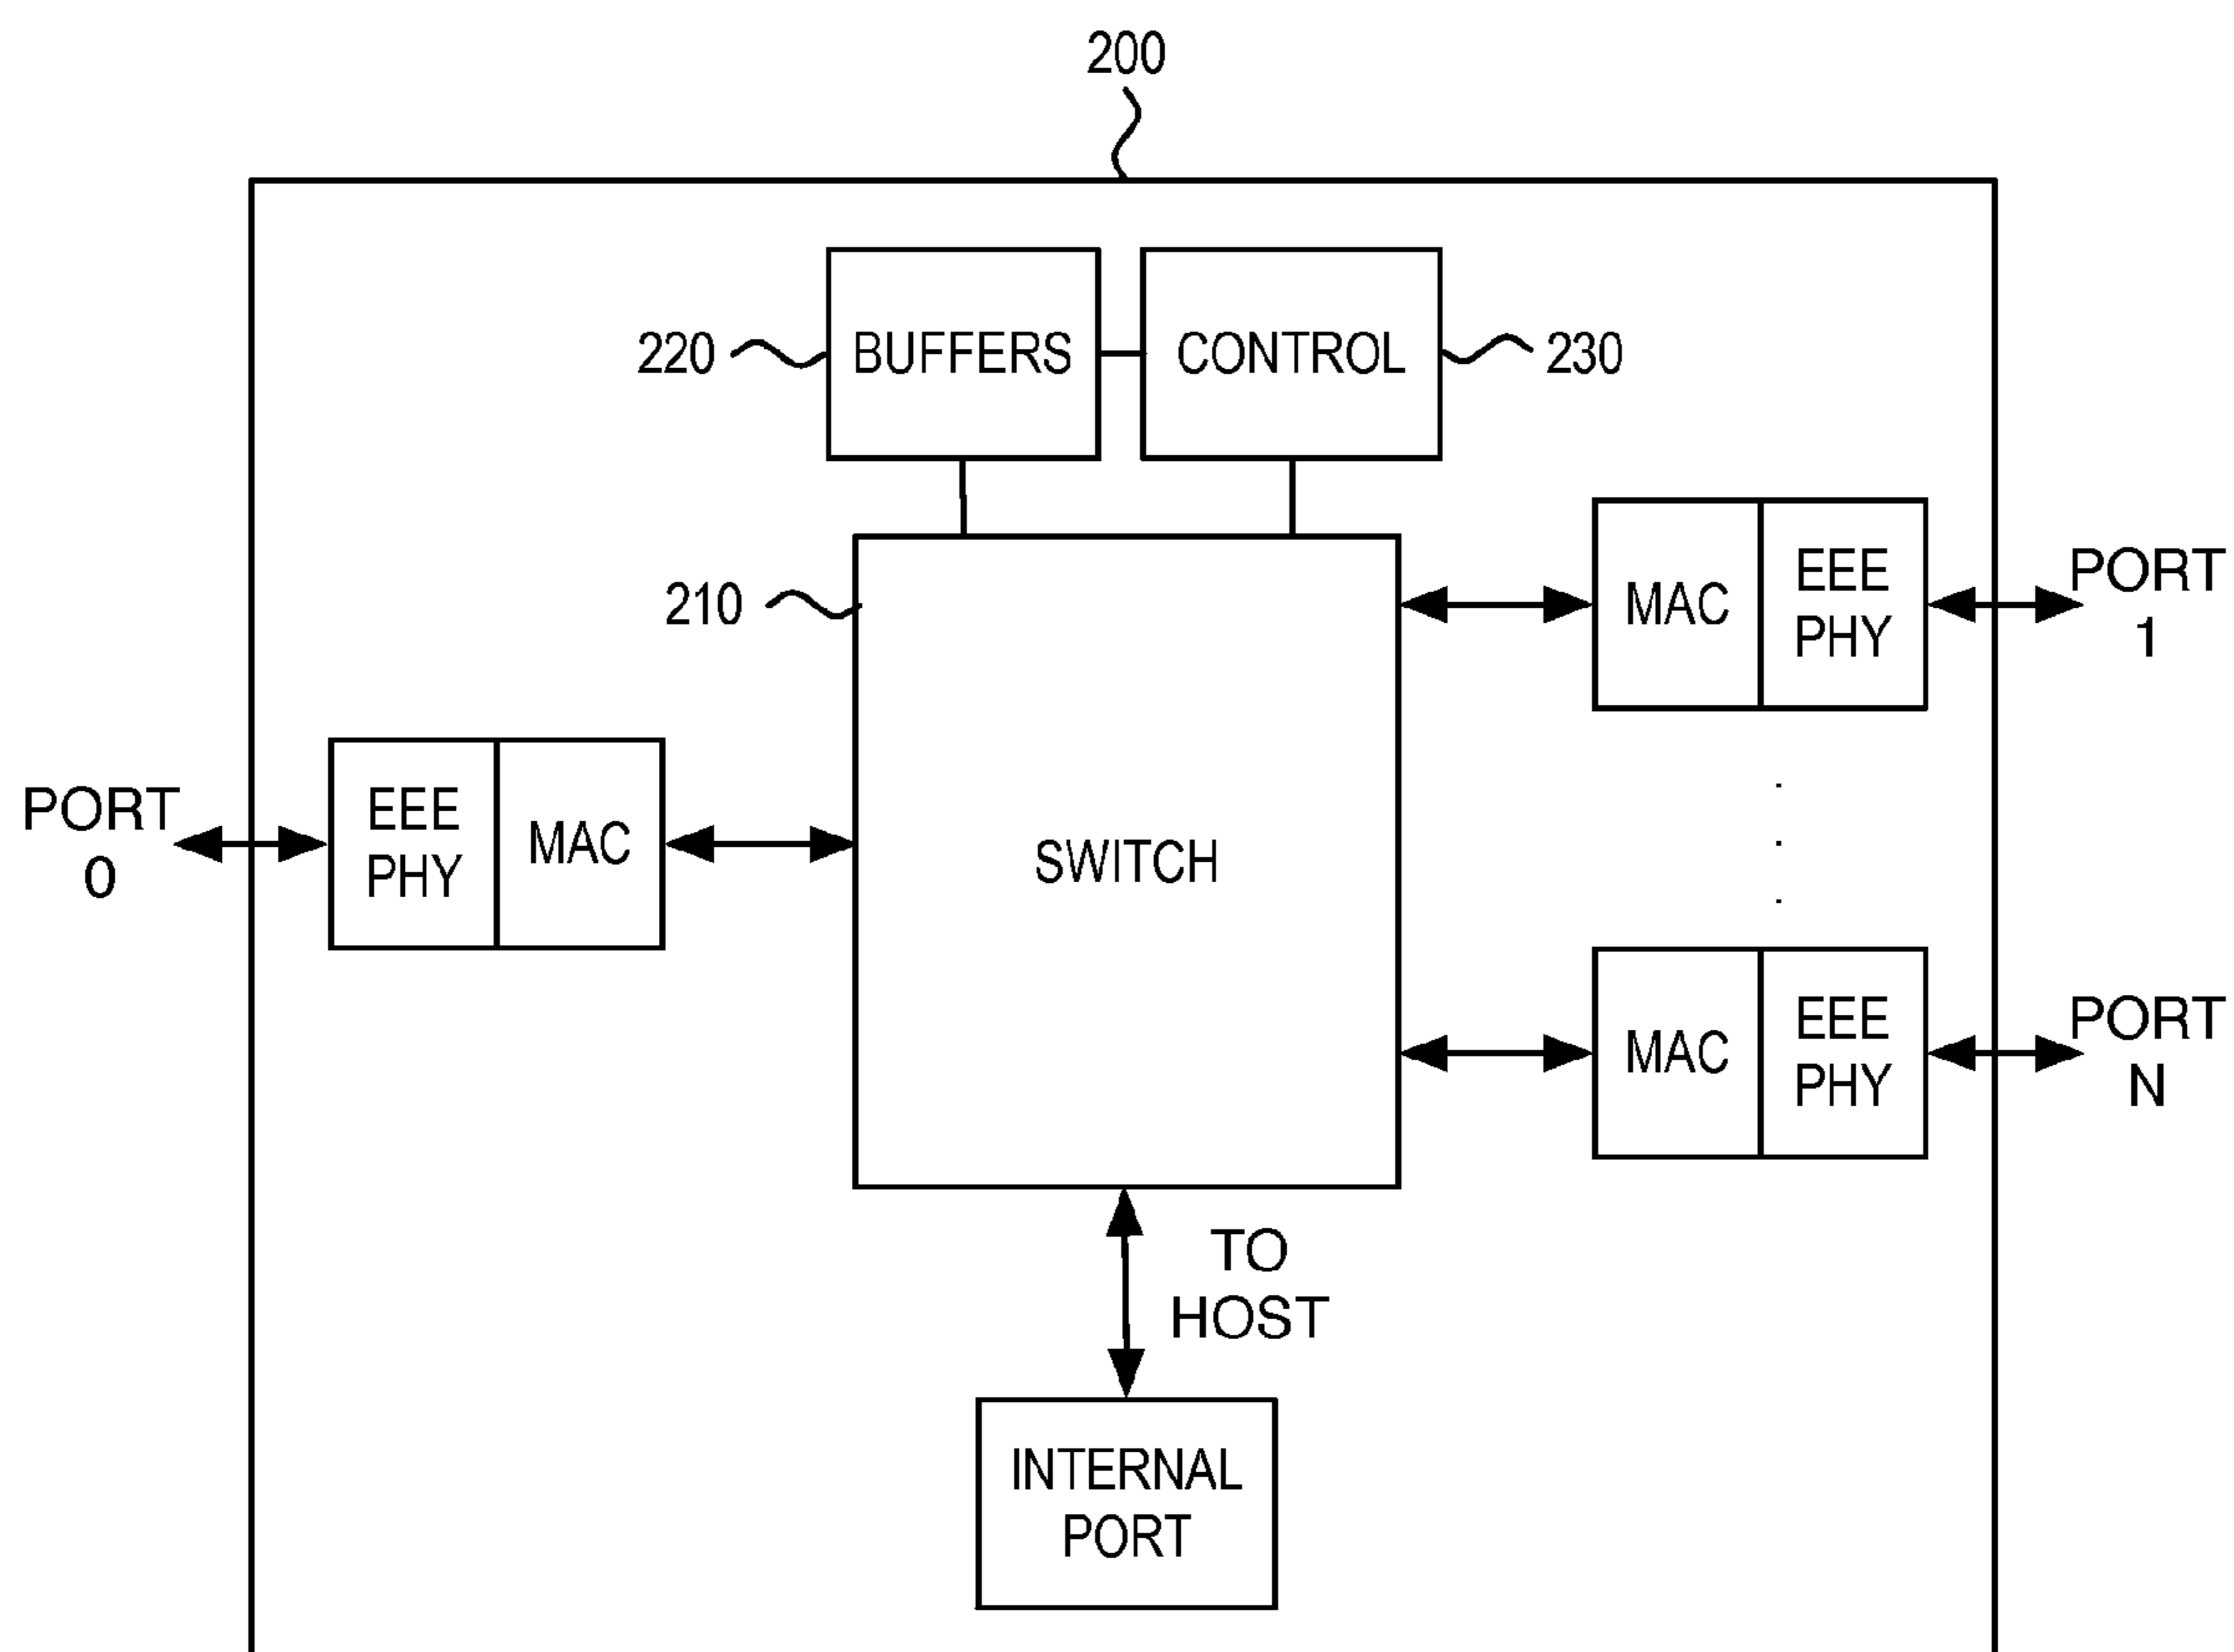 200
220
BUFFERS
CONTROL
230
210
MAC
EEE
PHY
PORT
1
PORT
0
EEE
PHY
MAC
SWITCH
MAC
EEE
PHY
PORT
N
TO
HOST
INTERNAL
PORT